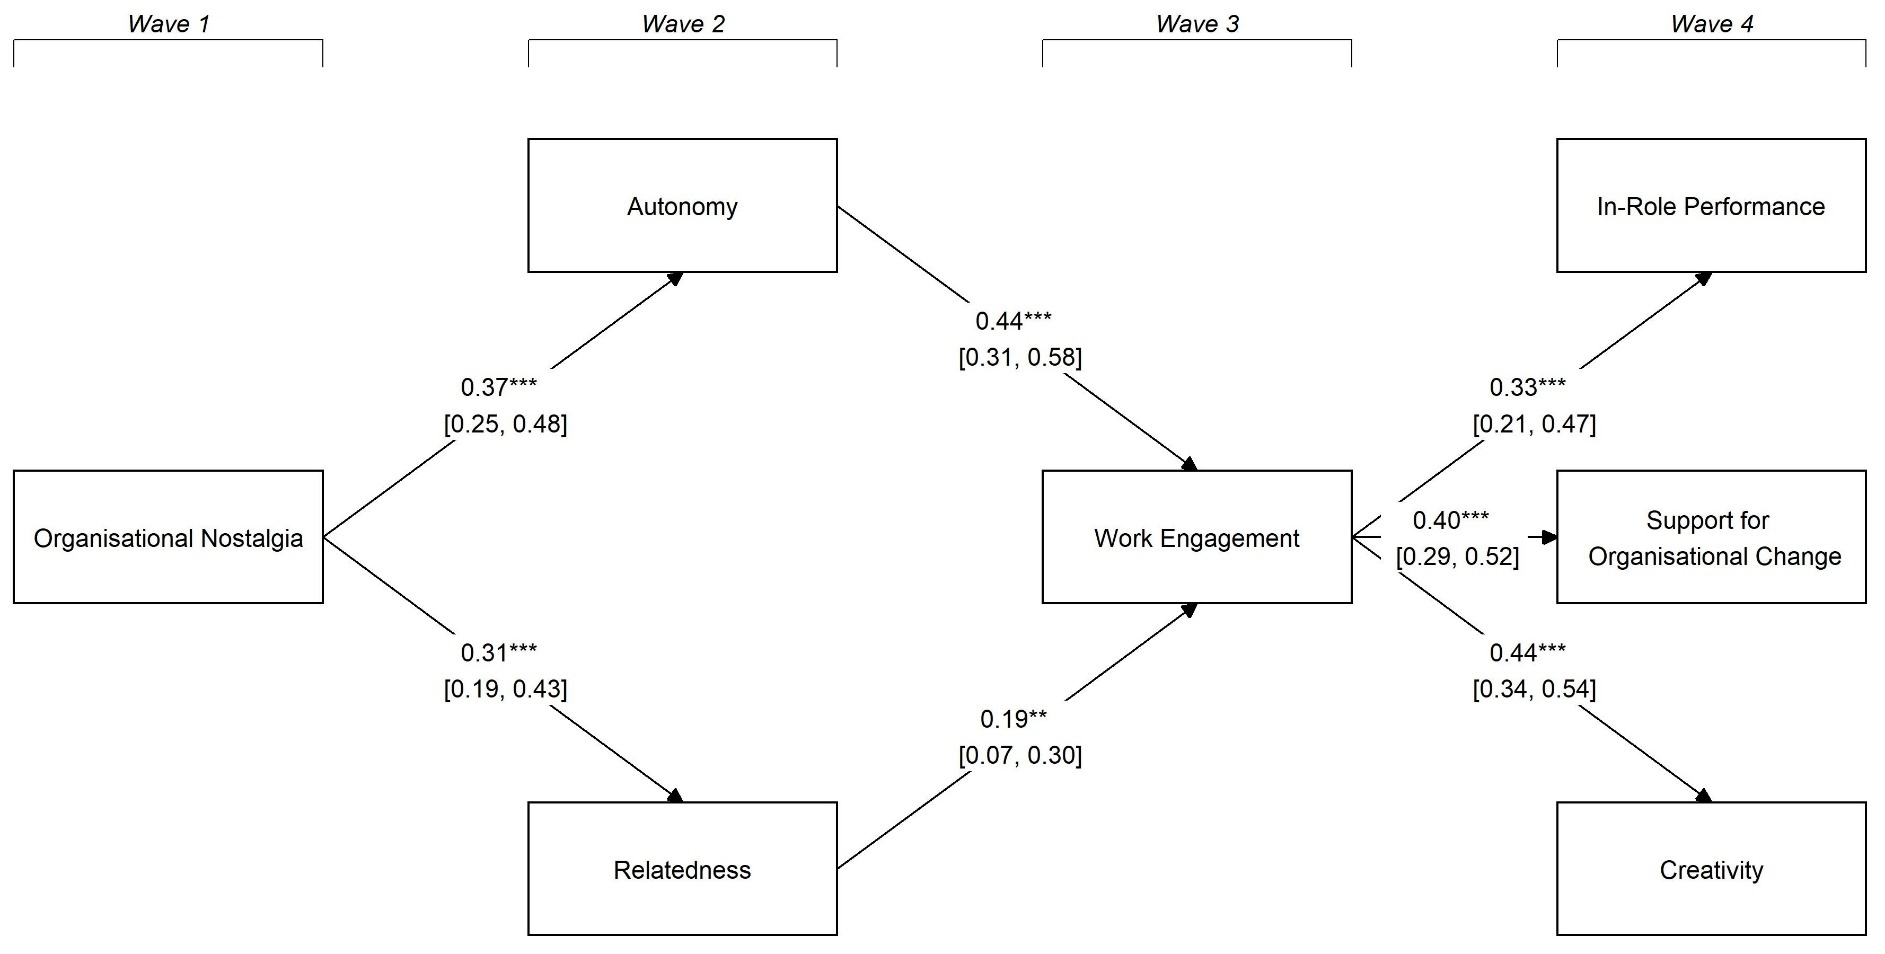 Wave 1
Wave 2
Wave 3
Wave 4
Autonomy
In-Role Performance
0.44***
[0.31, 0.58]
0.37***
[0.25, 0.48]
0.33***
[0.21, 0.47]
Organisational Nostalgia
Work Engagement
0.40***
[0.29, 0.52]
Support for
Organisational Change
0.31***
[0.19, 0.43]
0.44***
[0.34, 0.54]
0.19**
[0.07, 0.30]
Relatedness
Creativity